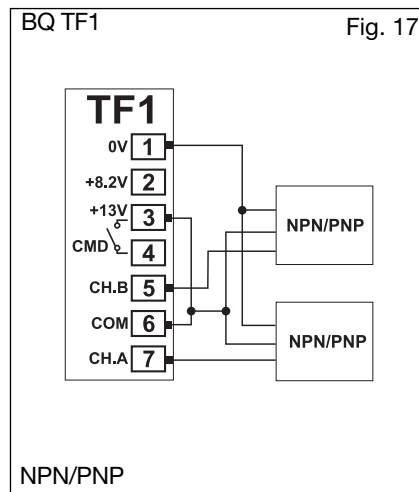 BQ TF1 Fig. 17
TF1
0V 1
+8.2V 2
+13V 3
CMD 4
CH.B 5
COM 6
CH.A 7
NPN/PNP
NPN/PNP
NPN/PNP